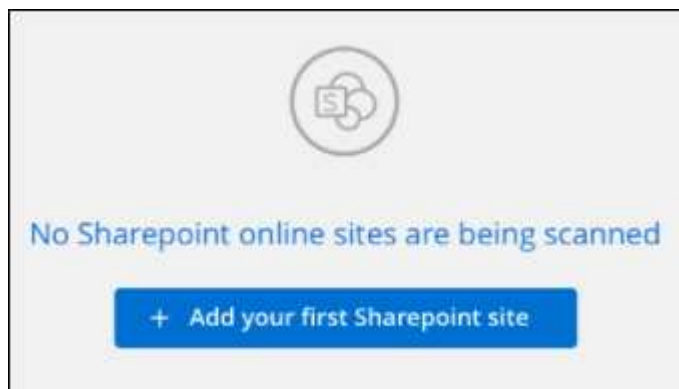 S
No Sharepoint online sites are being scanned
+ Add your first Sharepoint site